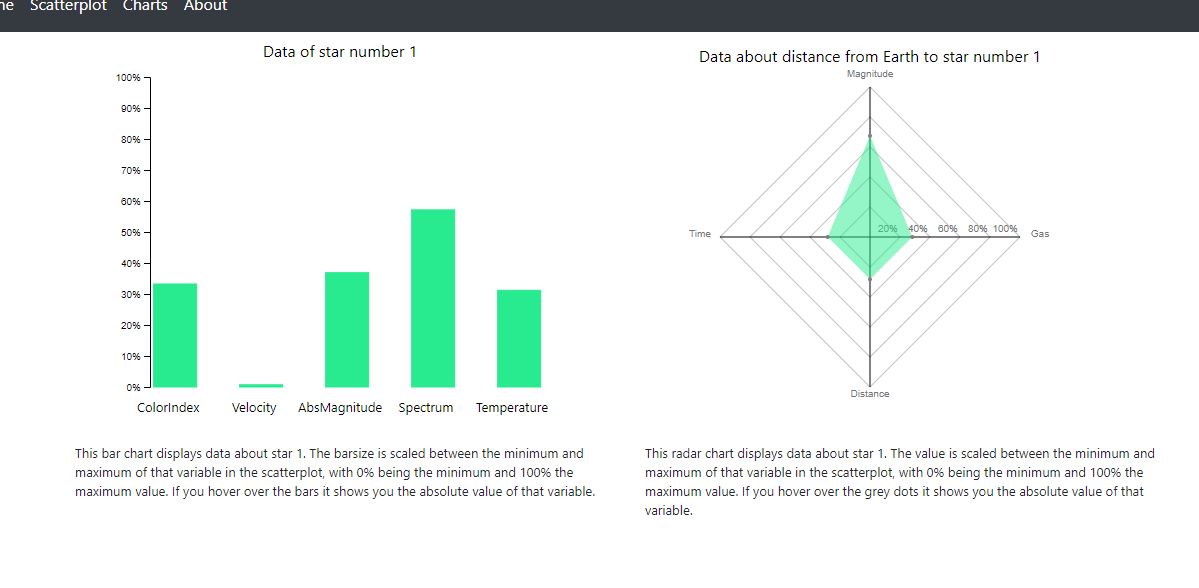 ne Scatterplot Charts About
Data of star number 1
100%
90%
80%
70%
60%
50%
40%
30%
20%
10%
0%
ColorIndex Velocity AbsMagnitude Spectrum Temperature
This bar chart displays data about star 1. The barsize is scaled between the minimum and
maximum of that variable in the scatterplot, with 0% being the minimum and 100% the
maximum value. If you hover over the bars it shows you the absolute value of that variable.
Data about distance from Earth to star number 1
Magnitude
20% 40% 60% 80% 100%
Time Gas
Distance
This radar chart displays data about star 1. The value is scaled between the minimum and
maximum of that variable in the scatterplot, with 0% being the minimum and 100% the
maximum value. If you hover over the grey dots it shows you the absolute value of that
variable.